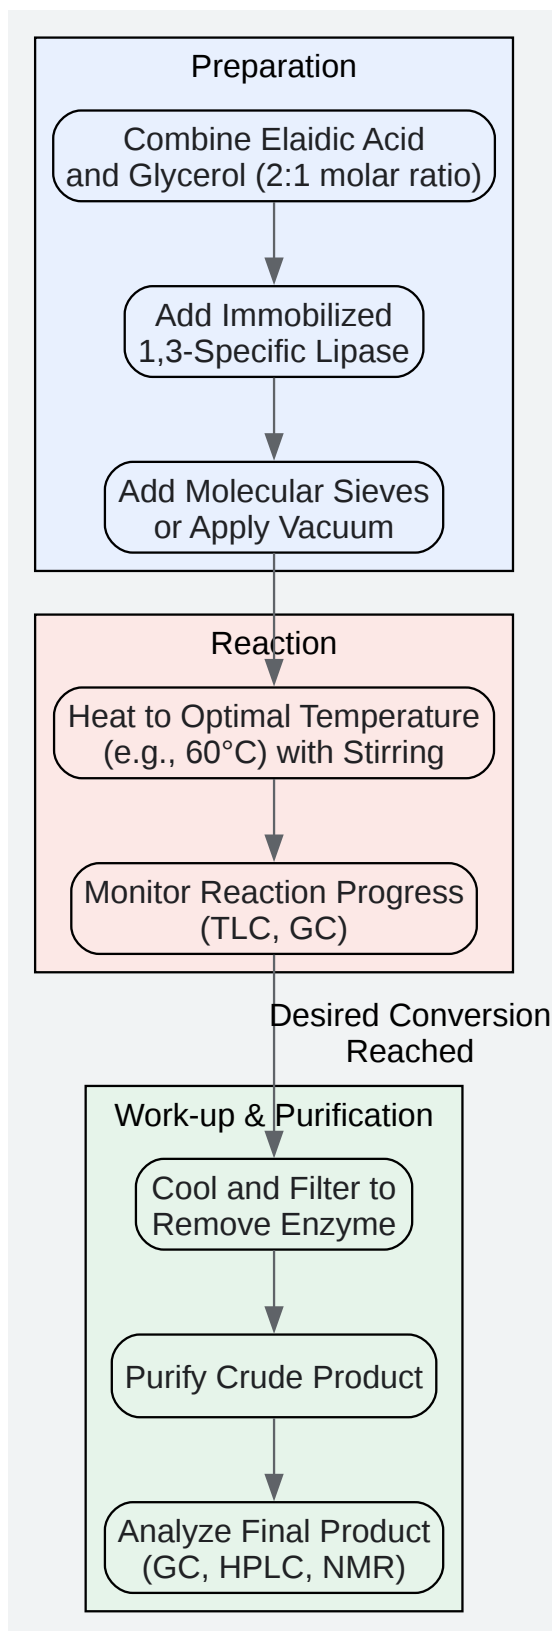 Preparation
Combine Elaidic Acid
and Glycerol (2:1 molar ratio)
Add Immobilized
1,3-Specific Lipase
Add Molecular Sieves
or Apply Vacuum
Reaction
Heat to Optimal Temperature
(e.g., 60°C) with Stirring
Monitor Reaction Progress
(TLC, GC)
Desired Conversion
Reached
Work-up & Purification
Cool and Filter to
Remove Enzyme
Purify Crude Product
Analyze Final Product
(GC, HPLC, NMR)